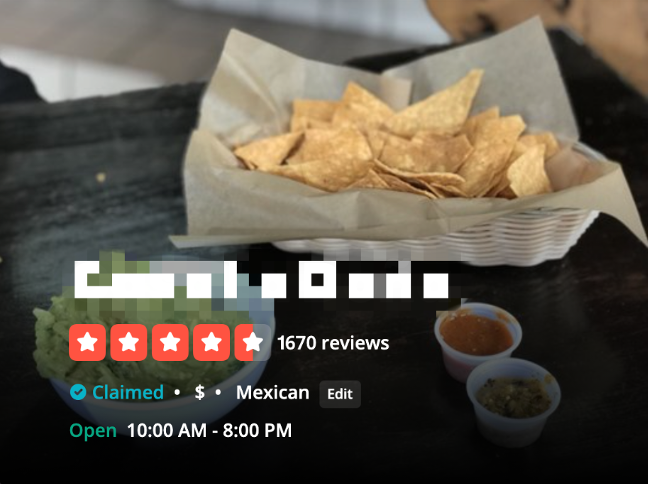 1670 reviews
Claimed • $ • Mexican Edit
Open 10:00 AM - 8:00 PM